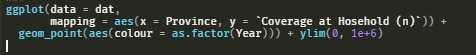 ggplot(data = dat,
mapping = aes(x = Province, y = `Coverage at Hosehold (n)`)) +
geom_point(aes(colour = as.factor(Year))) + ylim(0, 1e+6)